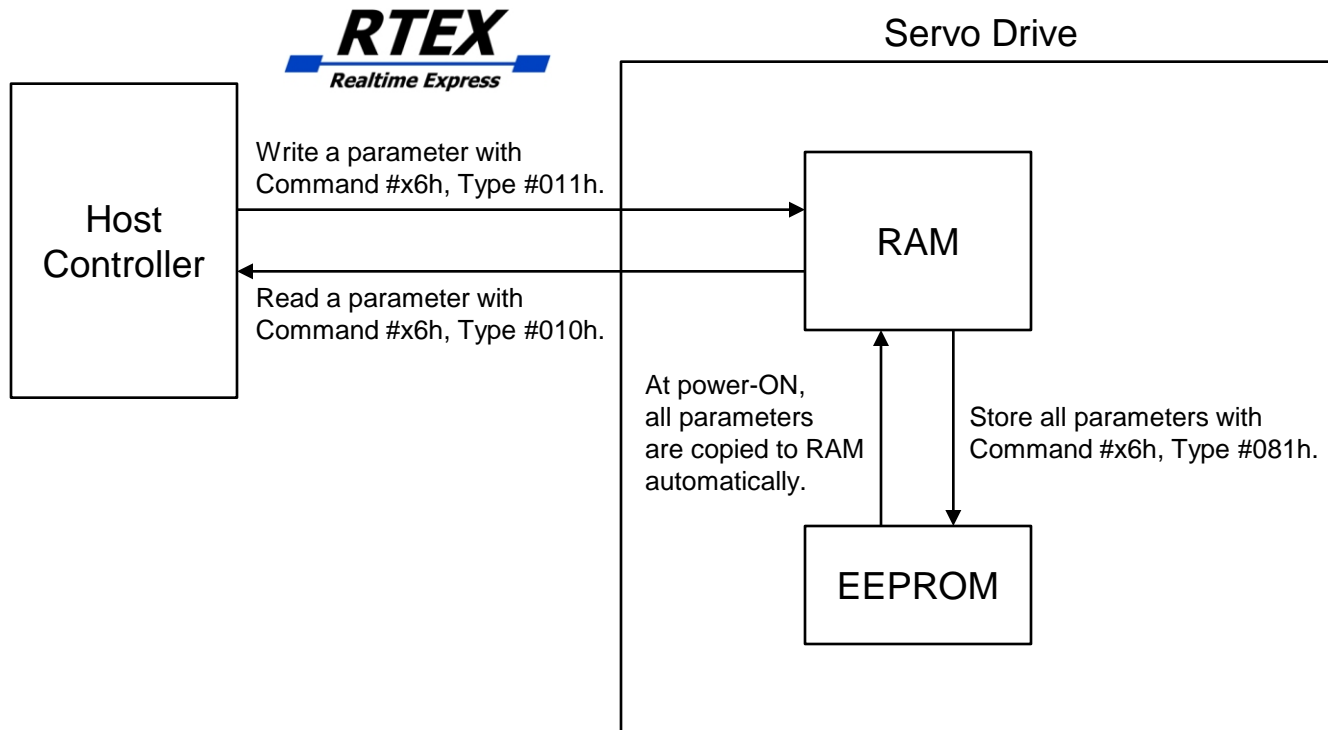 RTEX
Realtime Express
Servo Drive
Host
Controller
Write a parameter with
Command #x6h, Type #011h.
Read a parameter with
Command #x6h, Type #010h.
RAM
At power-ON,
all parameters
are copied to RAM
automatically.
Store all parameters with
Command #x6h, Type #081h.
EEPROM